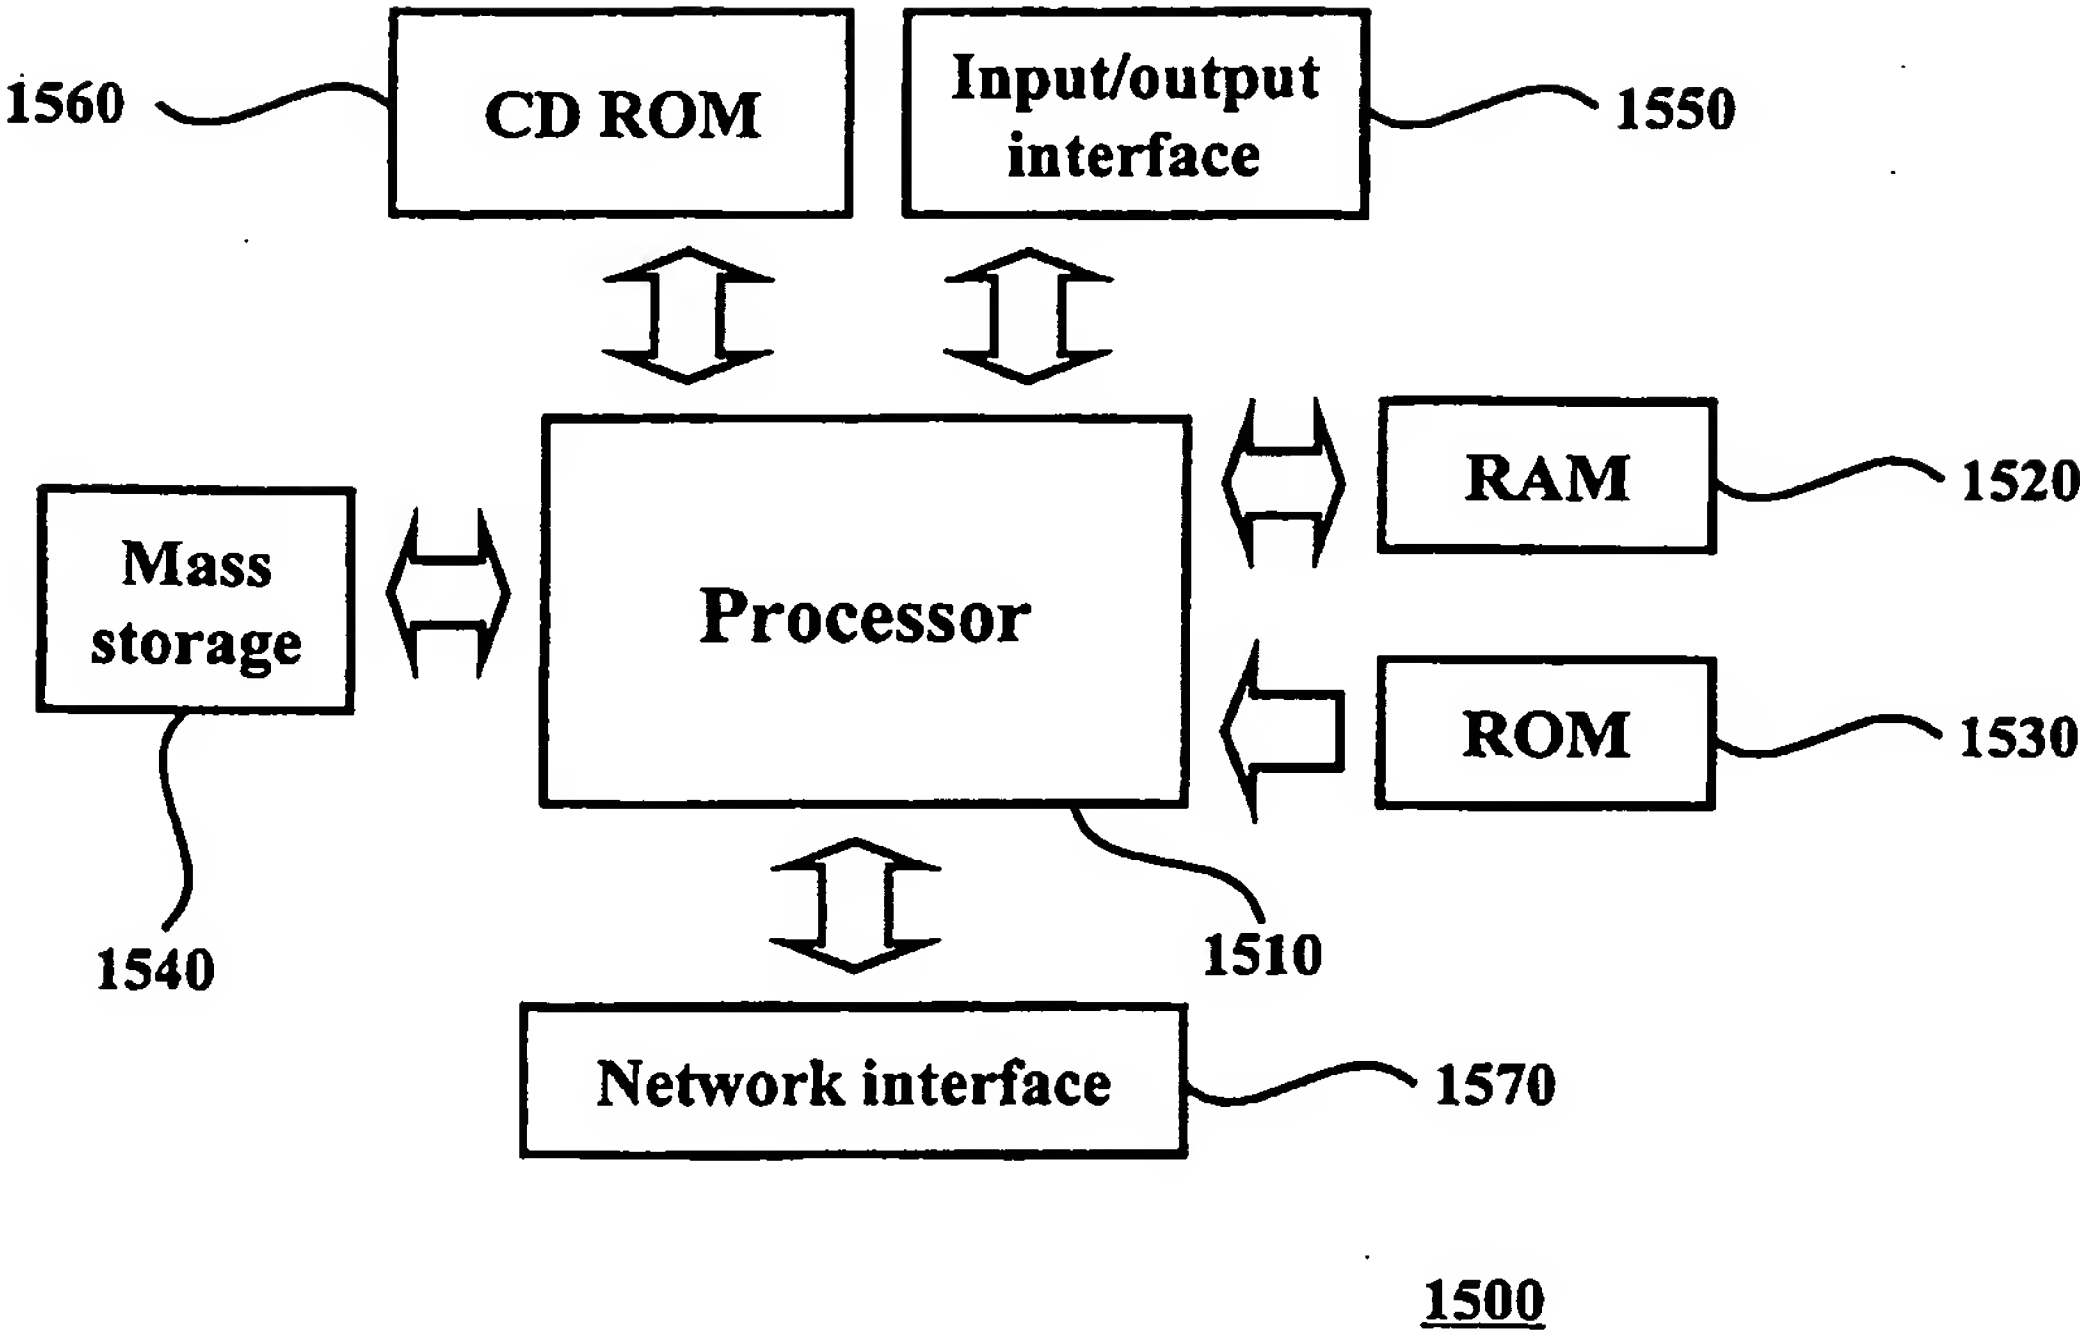 1560
CD ROM
Input/output
interface
1550
RAM
1520
Mass
storage
Processor
ROM
1530
1540
1510
Network interface
1570
1500